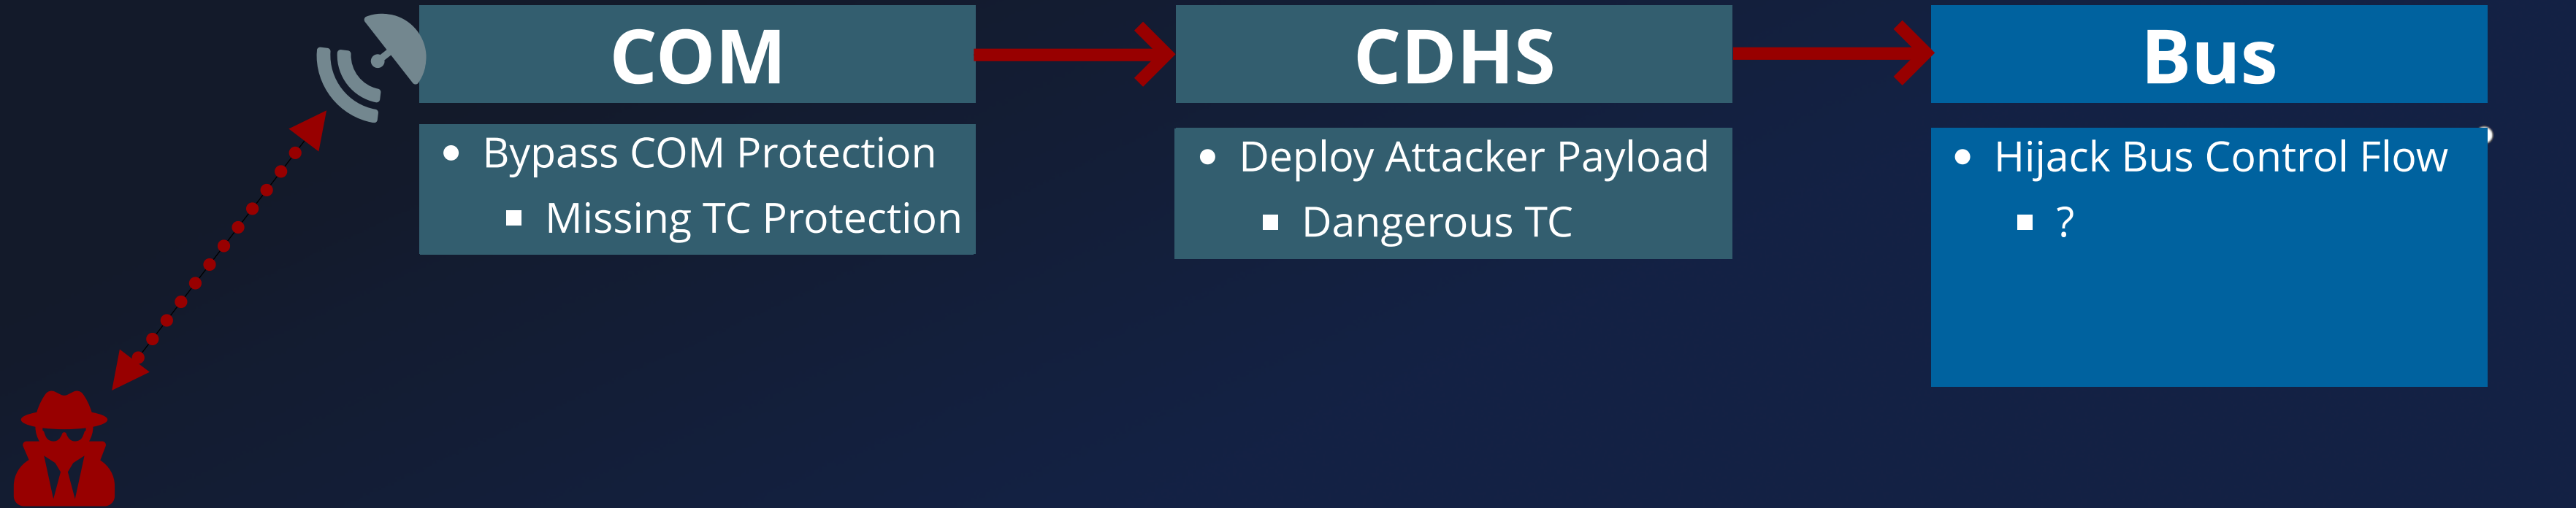 COM
Bypass COM Protection
Missing TC Protection
CDHS
Deploy Attacker Payload
Dangerous TC
Bus
Hijack Bus Control Flow
?